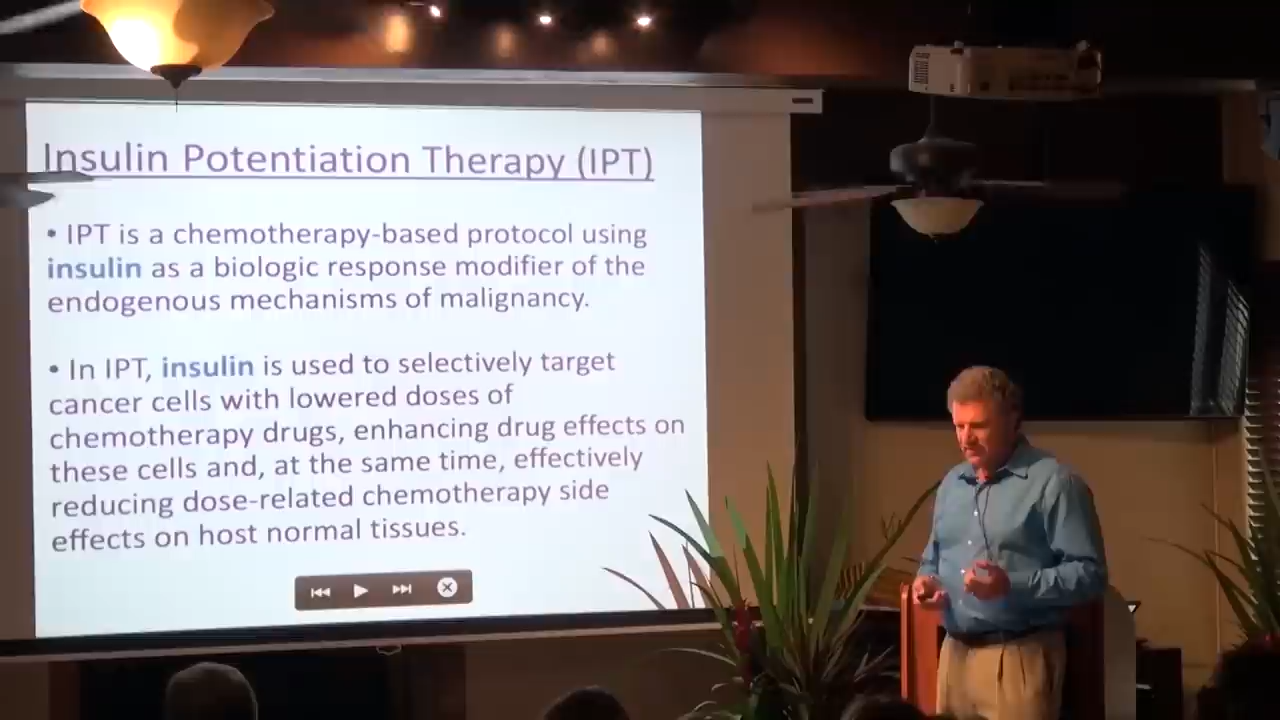 Insulin Potentiation Therapy (IPT)
• IPT is a chemotherapy-based protocol using
insulin as a biologic response modifier of the
endogenous mechanisms of malignancy.
• In IPT, insulin is used to selectively target
cancer cells with lowered doses of
chemotherapy drugs, enhancing drug effects on
these cells and, at the same time, effectively
reducing dose-related chemotherapy side
effects on host normal tissues.